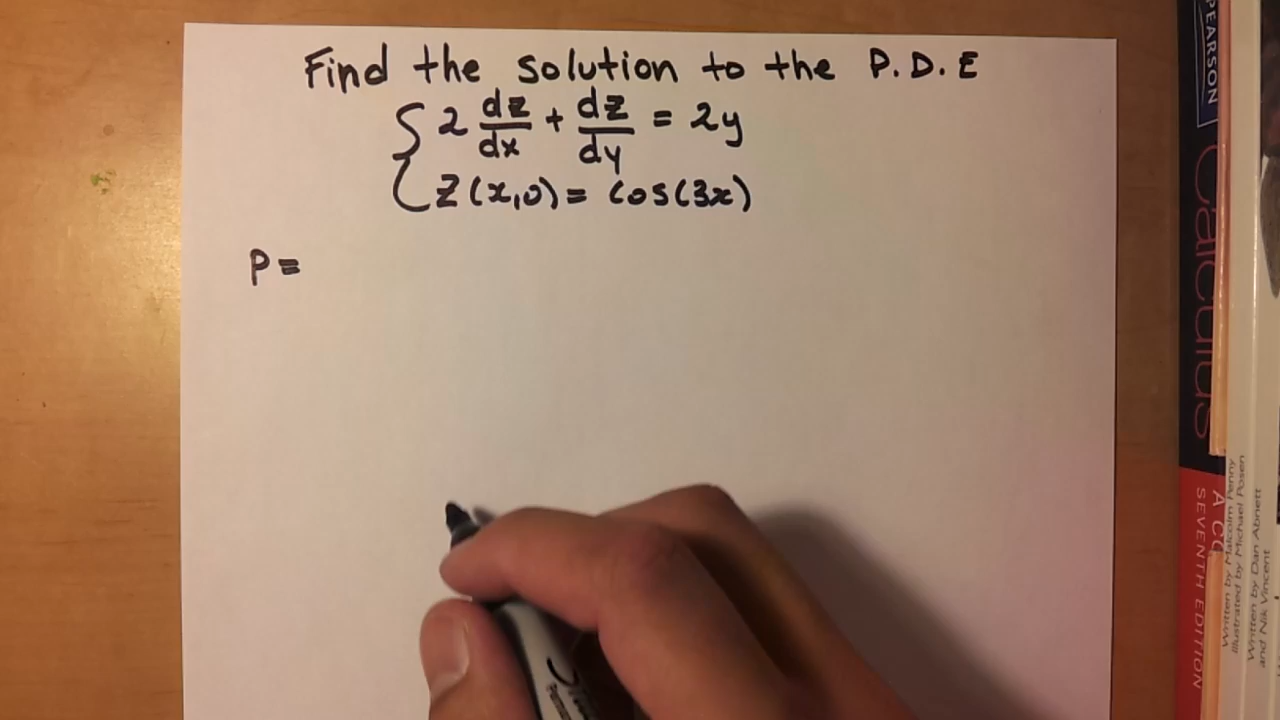 Find the solution to the P.D.E
{ 2 dz/dx + dz/dy = 2y
z(x,0) = cos(3x)
P =
PEARSON
Calculus
A CO
SEVENTH EDITION
Written by Malcolm Penny
Illustrated by Michael Posen
Written by Dan Abnett
and Nik Vincent